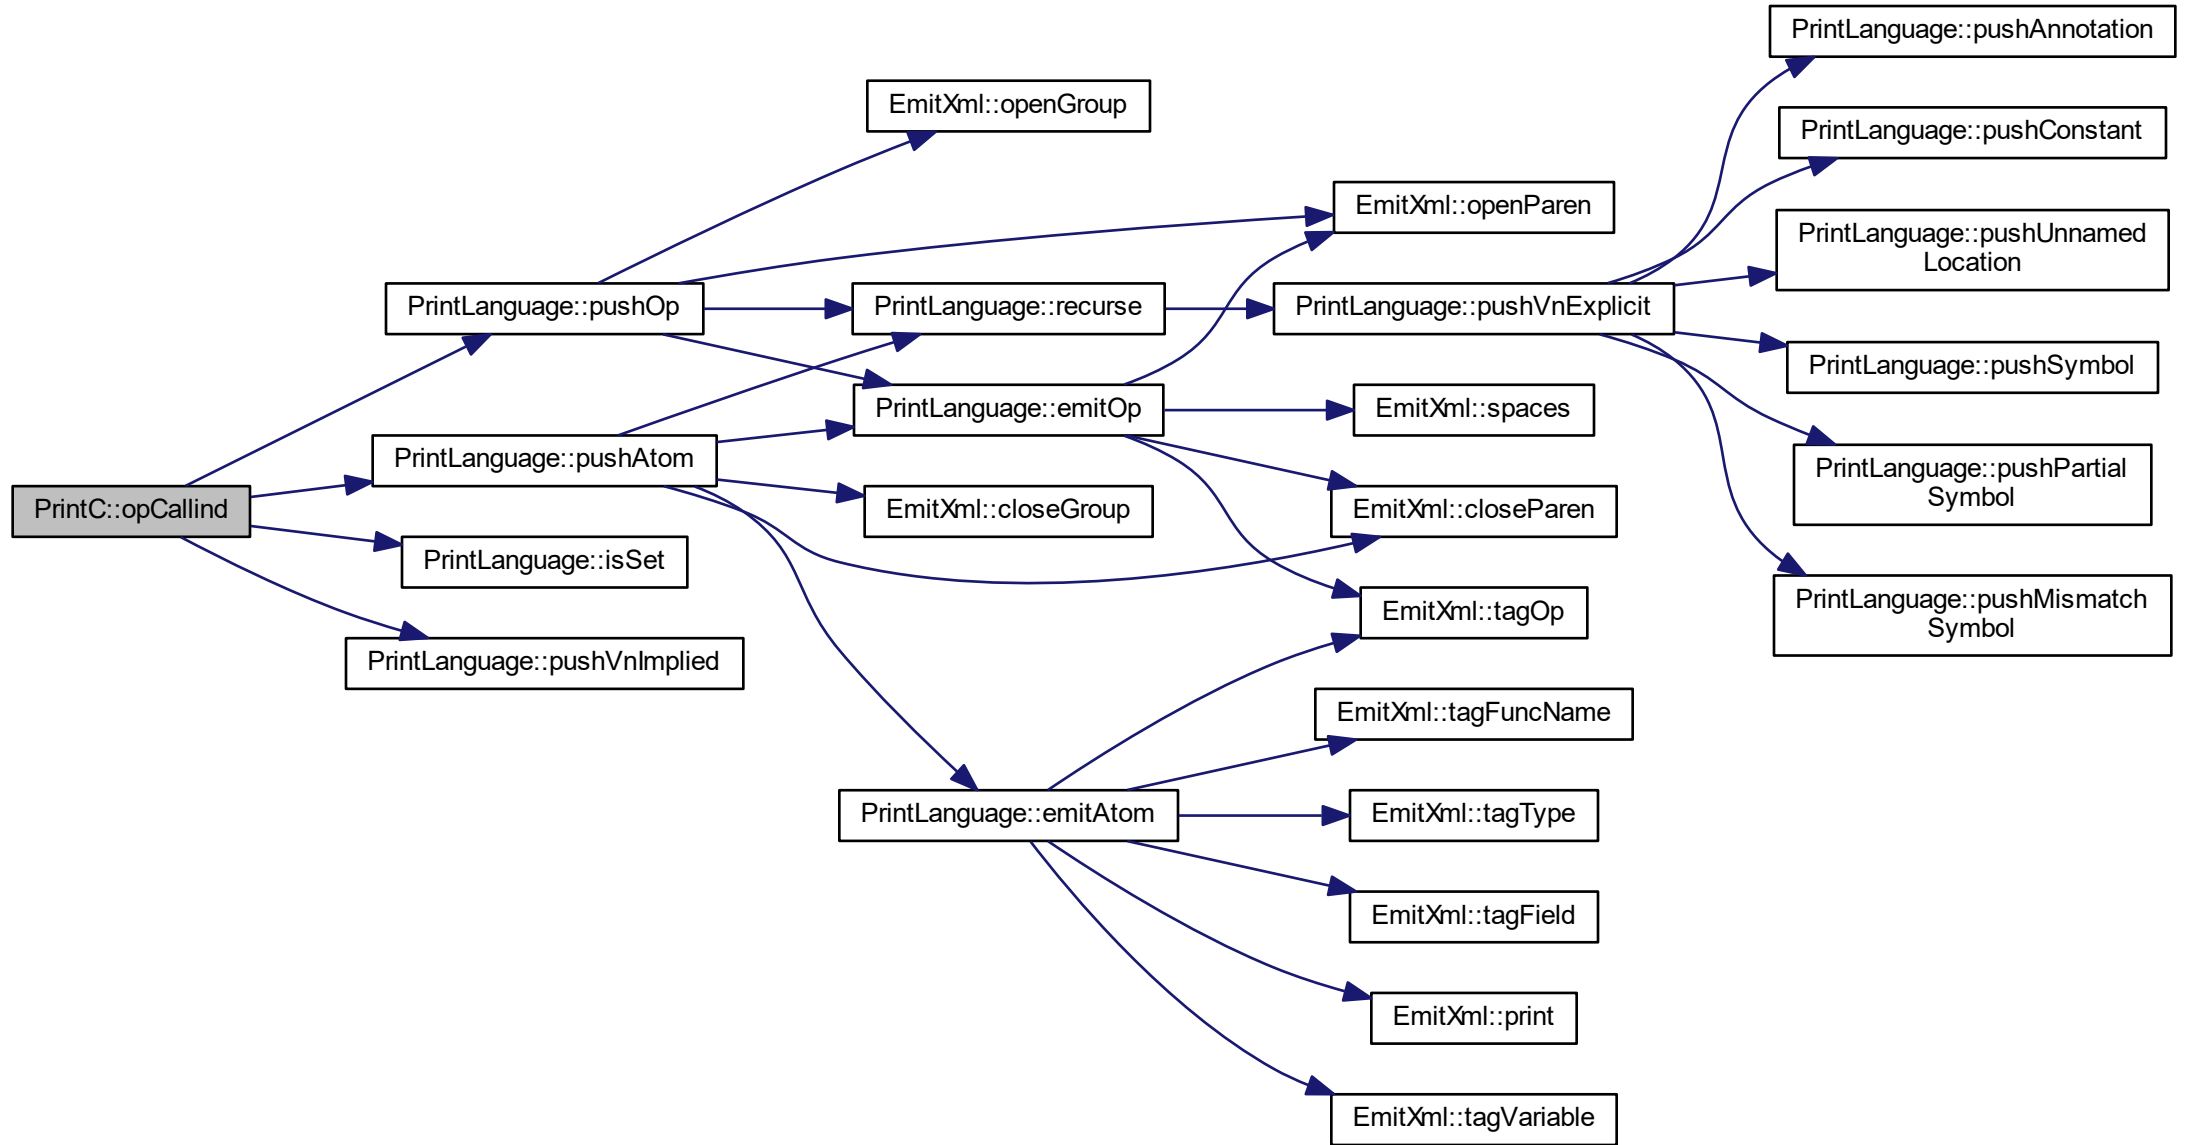 PrintLanguage::pushAnnotation
EmitXml::openGroup
PrintLanguage::pushConstant
EmitXml::openParen
PrintLanguage::pushUnnamed
Location
PrintLanguage::pushOp
PrintLanguage::recurse
PrintLanguage::pushVnExplicit
PrintLanguage::pushSymbol
PrintLanguage::emitOp
EmitXml::spaces
PrintLanguage::pushAtom
PrintLanguage::pushPartial
Symbol
PrintC::opCallind
EmitXml::closeGroup
EmitXml::closeParen
PrintLanguage::isSet
EmitXml::tagOp
PrintLanguage::pushMismatch
Symbol
PrintLanguage::pushVnImplied
EmitXml::tagFuncName
PrintLanguage::emitAtom
EmitXml::tagType
EmitXml::tagField
EmitXml::print
EmitXml::tagVariable